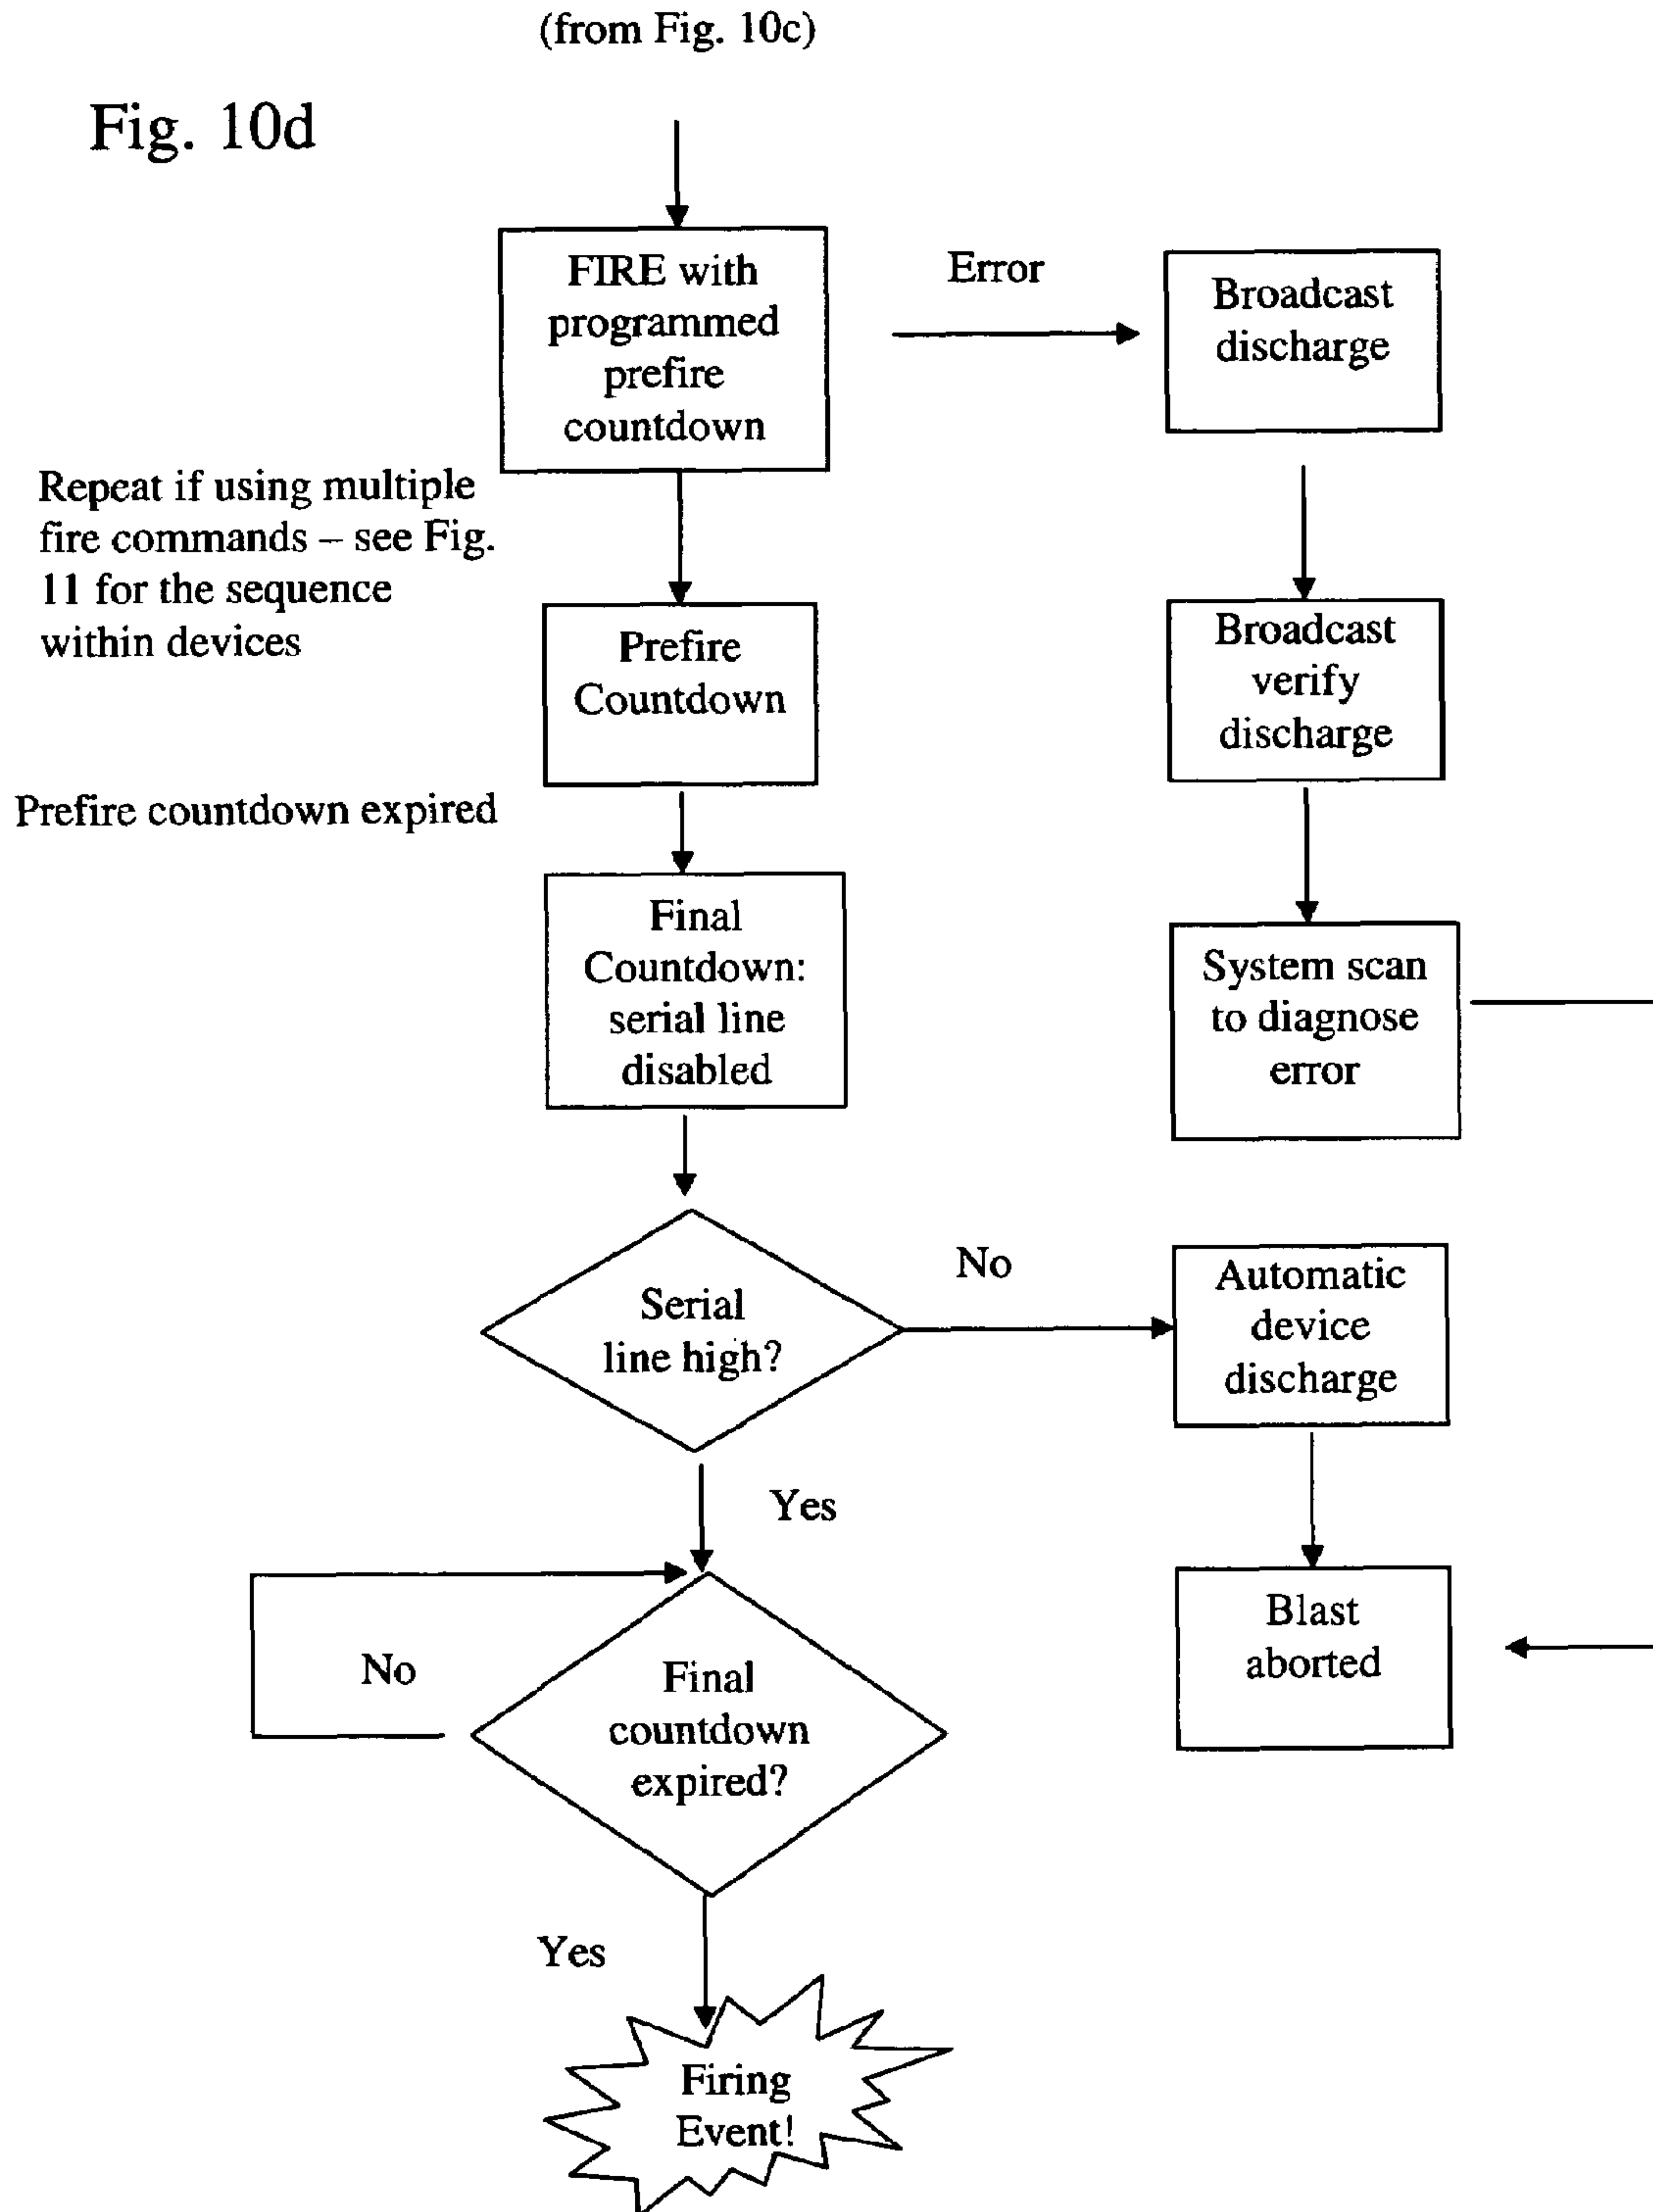 (from Fig. 10c)
Fig. 10d
FIRE with
programmed
prefire
countdown
Error
Broadcast
discharge
Repeat if using multiple
fire commands – see Fig.
11 for the sequence
within devices
Prefire
Countdown
Broadcast
verify
discharge
Prefire countdown expired
Final
Countdown:
serial line
disabled
System scan
to diagnose
error
Serial
line high?
No
Automatic
device
discharge
Yes
Blast
aborted
No
Final
countdown
expired?
Yes
Firing
Event!